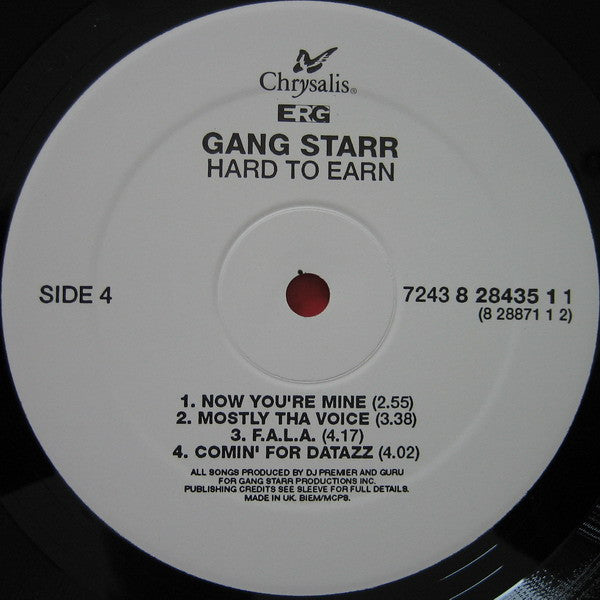 Chrysalis®
ERG
GANG STARR
HARD TO EARN
SIDE 4
7243 8 28435 1 1
(8 28871 1 2)
1. NOW YOU'RE MINE (2.55)
2. MOSTLY THA VOICE (3.38)
3. F.A.L.A. (4.17)
4. COMIN' FOR DATAZZ (4.02)
ALL SONGS PRODUCED BY DJ PREMIER AND GURU
FOR GANG STARR PRODUCTIONS INC.
PUBLISHING CREDITS SEE SLEEVE FOR FULL DETAILS.
MADE IN UK. BIEM/MCPS.